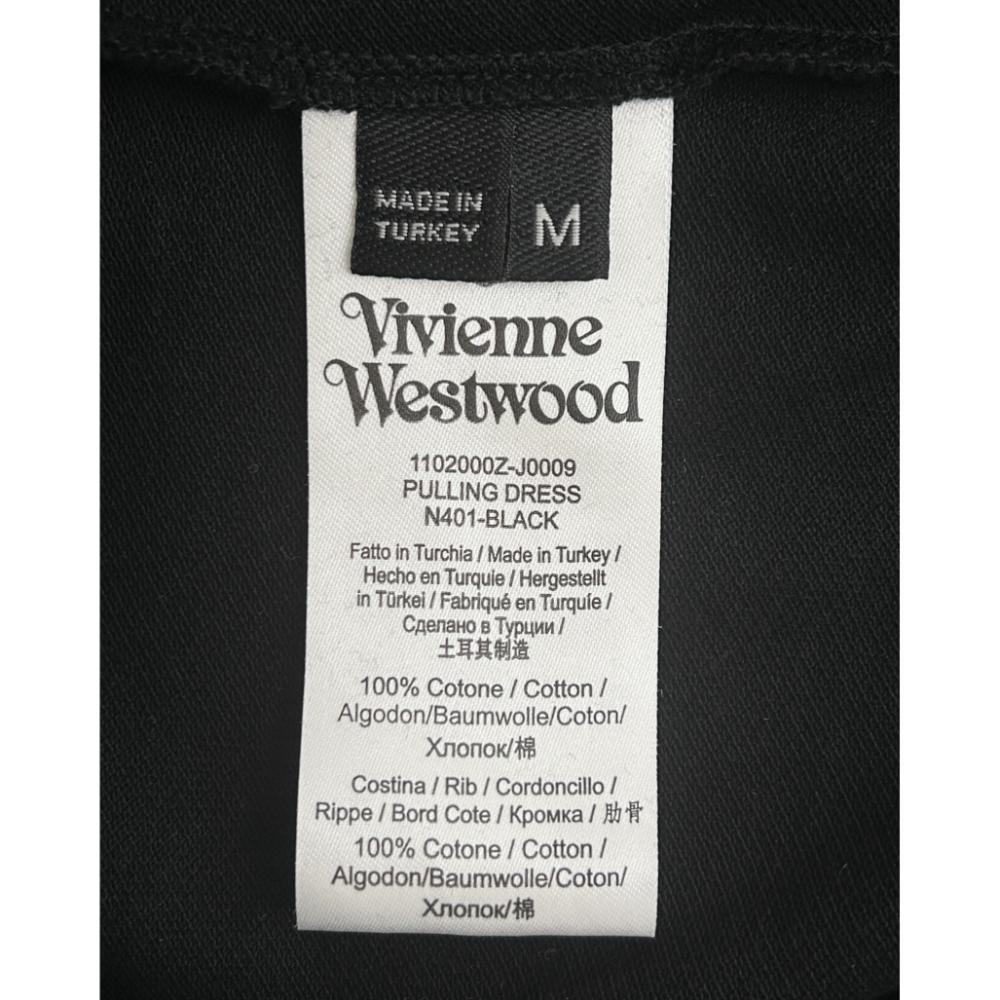 MADE IN
TURKEY
M
Vivienne
Westwood
1102000Z-J0009
PULLING DRESS
N401-BLACK
Fatto in Turchia / Made in Turkey /
Hecho en Turquie / Hergestellt
in Türkei / Fabriqué en Turquíe /
Сделано в Турции /
土耳其制造
100% Cotone / Cotton /
Algodon/Baumwolle/Coton/
Хлопок/棉
Costina / Rib / Cordoncillo /
Rippe / Bord Cote / Кромка / 肋骨
100% Cotone / Cotton /
Algodon/Baumwolle/Coton/
Хлопок/棉